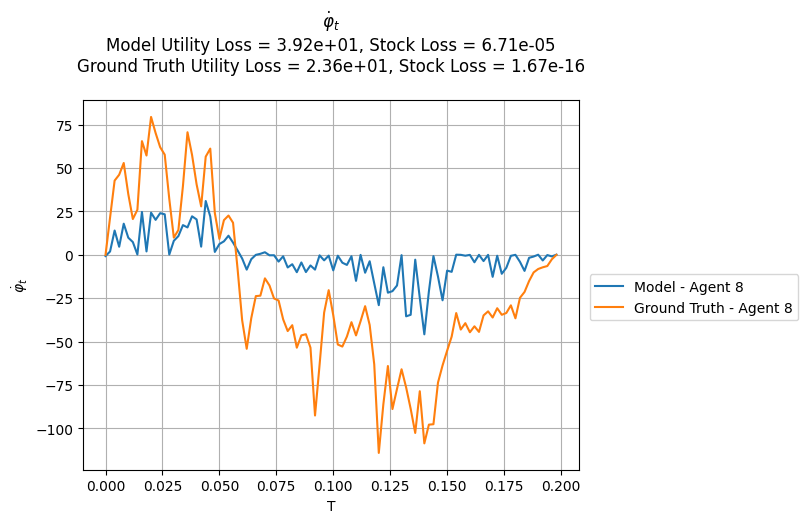 φ̇ₜ
Model Utility Loss = 3.92e+01, Stock Loss = 6.71e-05
Ground Truth Utility Loss = 2.36e+01, Stock Loss = 1.67e-16
75
50
25
0
−25
−50
−75
−100
φ̇ₜ
0.000 0.025 0.050 0.075 0.100 0.125 0.150 0.175 0.200
T
Model - Agent 8
Ground Truth - Agent 8